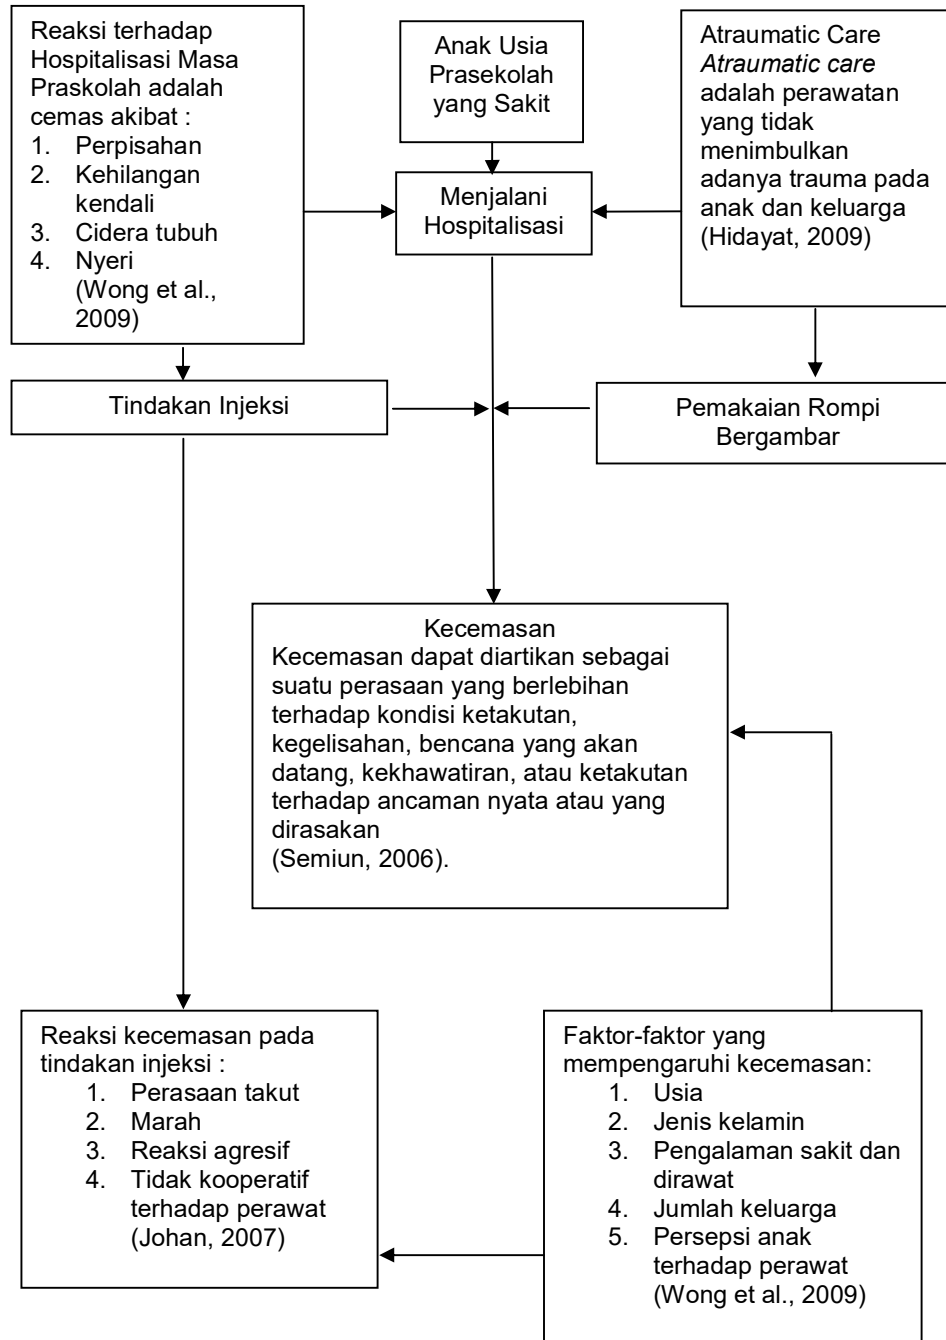 Reaksi terhadap
Hospitalisasi Masa
Praskolah adalah
cemas akibat :
1. Perpisahan
2. Kehilangan
kendali
3. Cidera tubuh
4. Nyeri
(Wong et al.,
2009)
Anak Usia
Prasekolah
yang Sakit
Atraumatic Care
Atraumatic care
adalah perawatan
yang tidak
menimbulkan
adanya trauma pada
anak dan keluarga
(Hidayat, 2009)
Menjalani
Hospitalisasi
Tindakan Injeksi
Pemakaian Rompi
Bergambar
Kecemasan
Kecemasan dapat diartikan sebagai
suatu perasaan yang berlebihan
terhadap kondisi ketakutan,
kegelisahan, bencana yang akan
datang, kekhawatiran, atau ketakutan
terhadap ancaman nyata atau yang
dirasakan
(Semiun, 2006).
Reaksi kecemasan pada
tindakan injeksi :
1. Perasaan takut
2. Marah
3. Reaksi agresif
4. Tidak kooperatif
terhadap perawat
(Johan, 2007)
Faktor-faktor yang
mempengaruhi kecemasan:
1. Usia
2. Jenis kelamin
3. Pengalaman sakit dan
dirawat
4. Jumlah keluarga
5. Persepsi anak
terhadap perawat
(Wong et al., 2009)